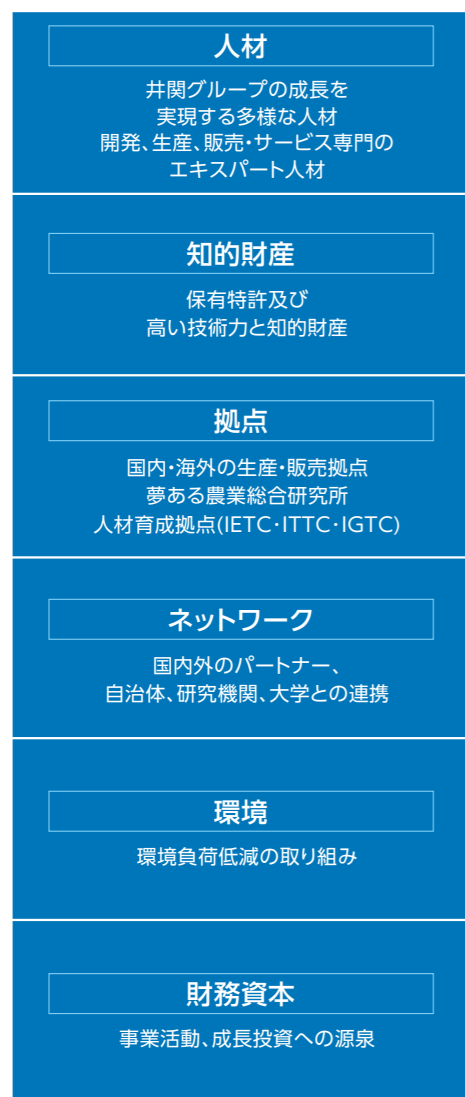 人材
井関グループの成長を
実現する多様な人材
開発、生産、販売・サービス専門の
エキスパート人材
知的財産
保有特許及び
高い技術力と知的財産
拠点
国内・海外の生産・販売拠点
夢ある農業総合研究所
人材育成拠点(IETC・ITTC・IGTC)
ネットワーク
国内外のパートナー、
自治体、研究機関、大学との連携
環境
環境負荷低減の取り組み
財務資本
事業活動、成長投資への源泉